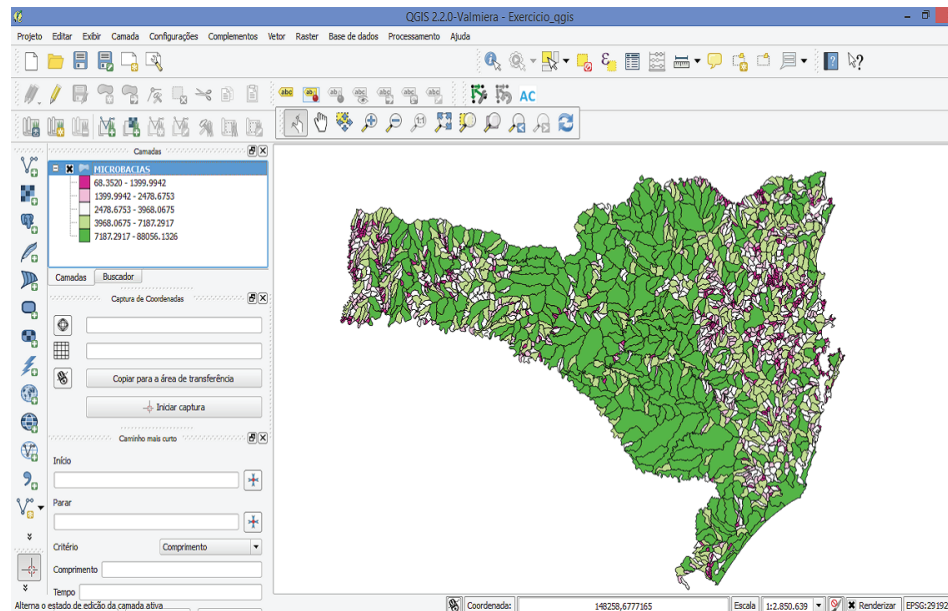 QGIS 2.2.0-Valmiera - Exercicio_qgis
Projeto Editar Exibir Camada Configurações Complementos Vetor Raster Base de dados Processamento Ajuda
abc
AC
Camadas
MICROBACIAS
68.3520 - 1399.9942
1399.9942 - 2478.6753
2478.6753 - 3968.0675
3968.0675 - 7187.2917
7187.2917 - 88056.1326
Camadas Buscador
Captura de Coordenadas
Copiar para a área de transferência
Iniciar captura
Caminho mais curto
Início
Parar
Critério Comprimento
Comprimento
Tempo
Alterna o estado de edição da camada ativa
Coordenada: 148258,6777165 Escala 1:2.850.639 Renderizar EPSG:29192